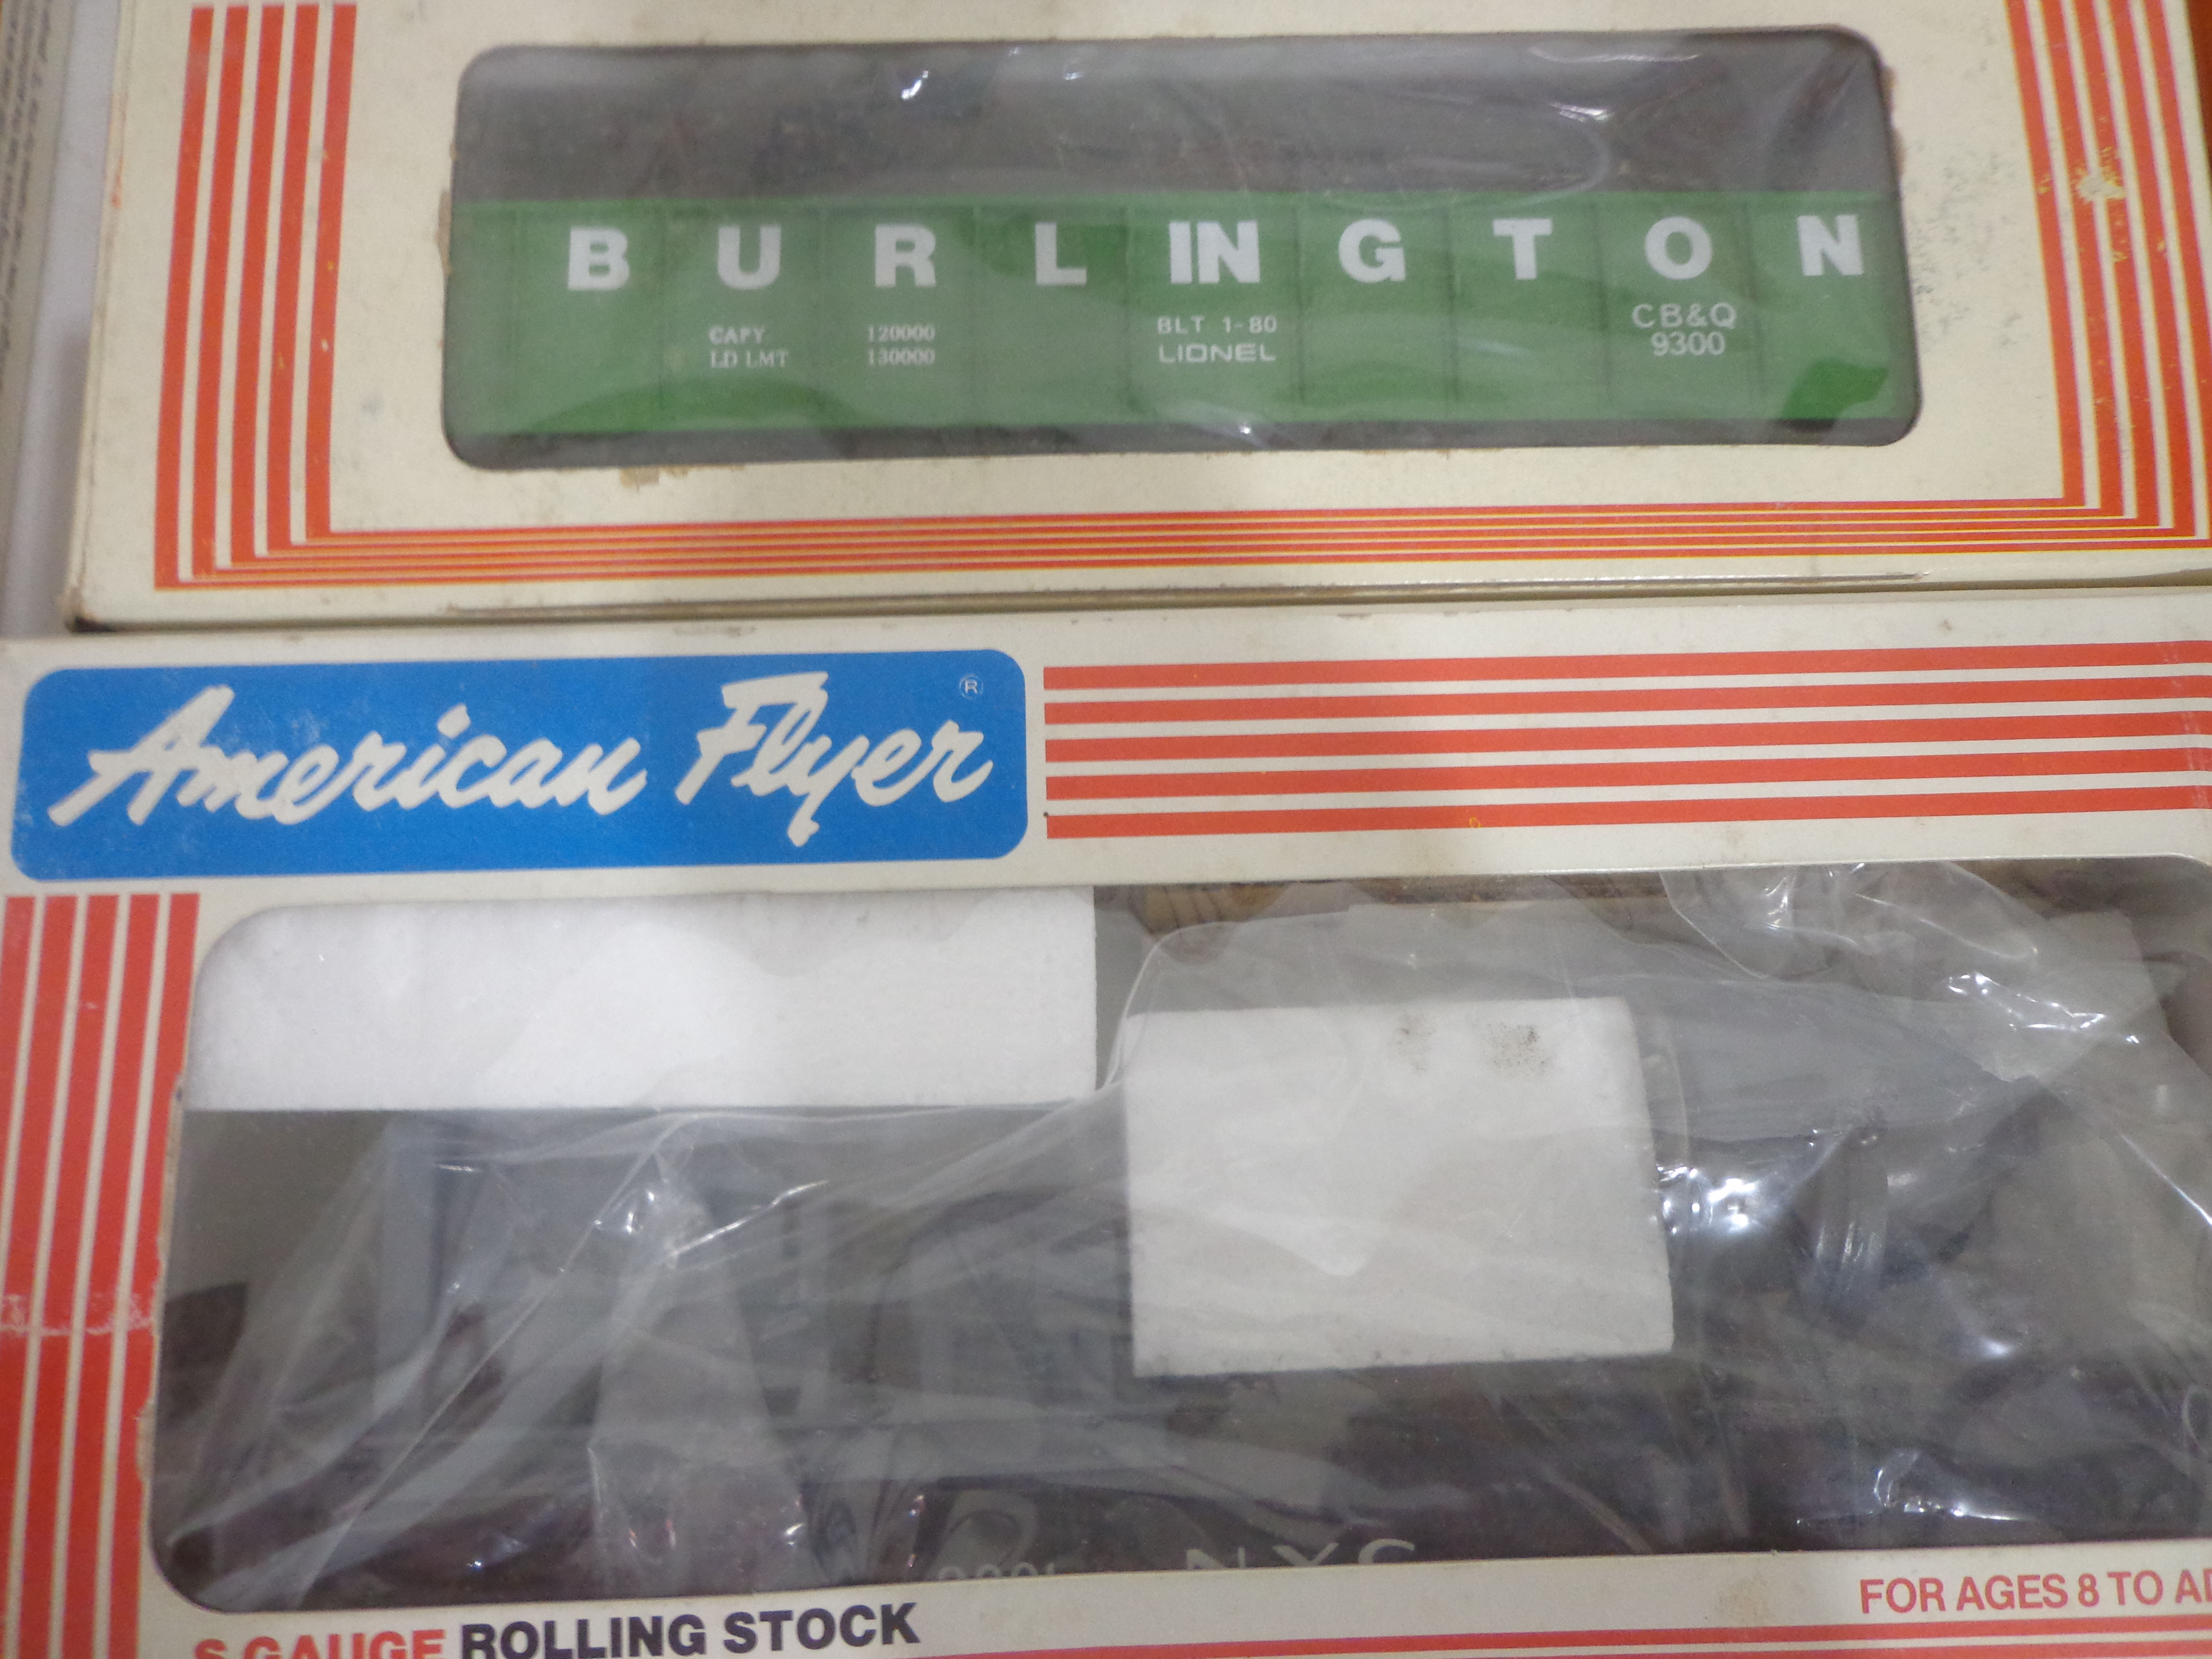 BURLINGTON
CAPY 120000
LD LMT 130000
BLT 1-80
LIONEL
CB&Q
9300
American Flyer ®
NYC
S GAUGE ROLLING STOCK
FOR AGES 8 TO